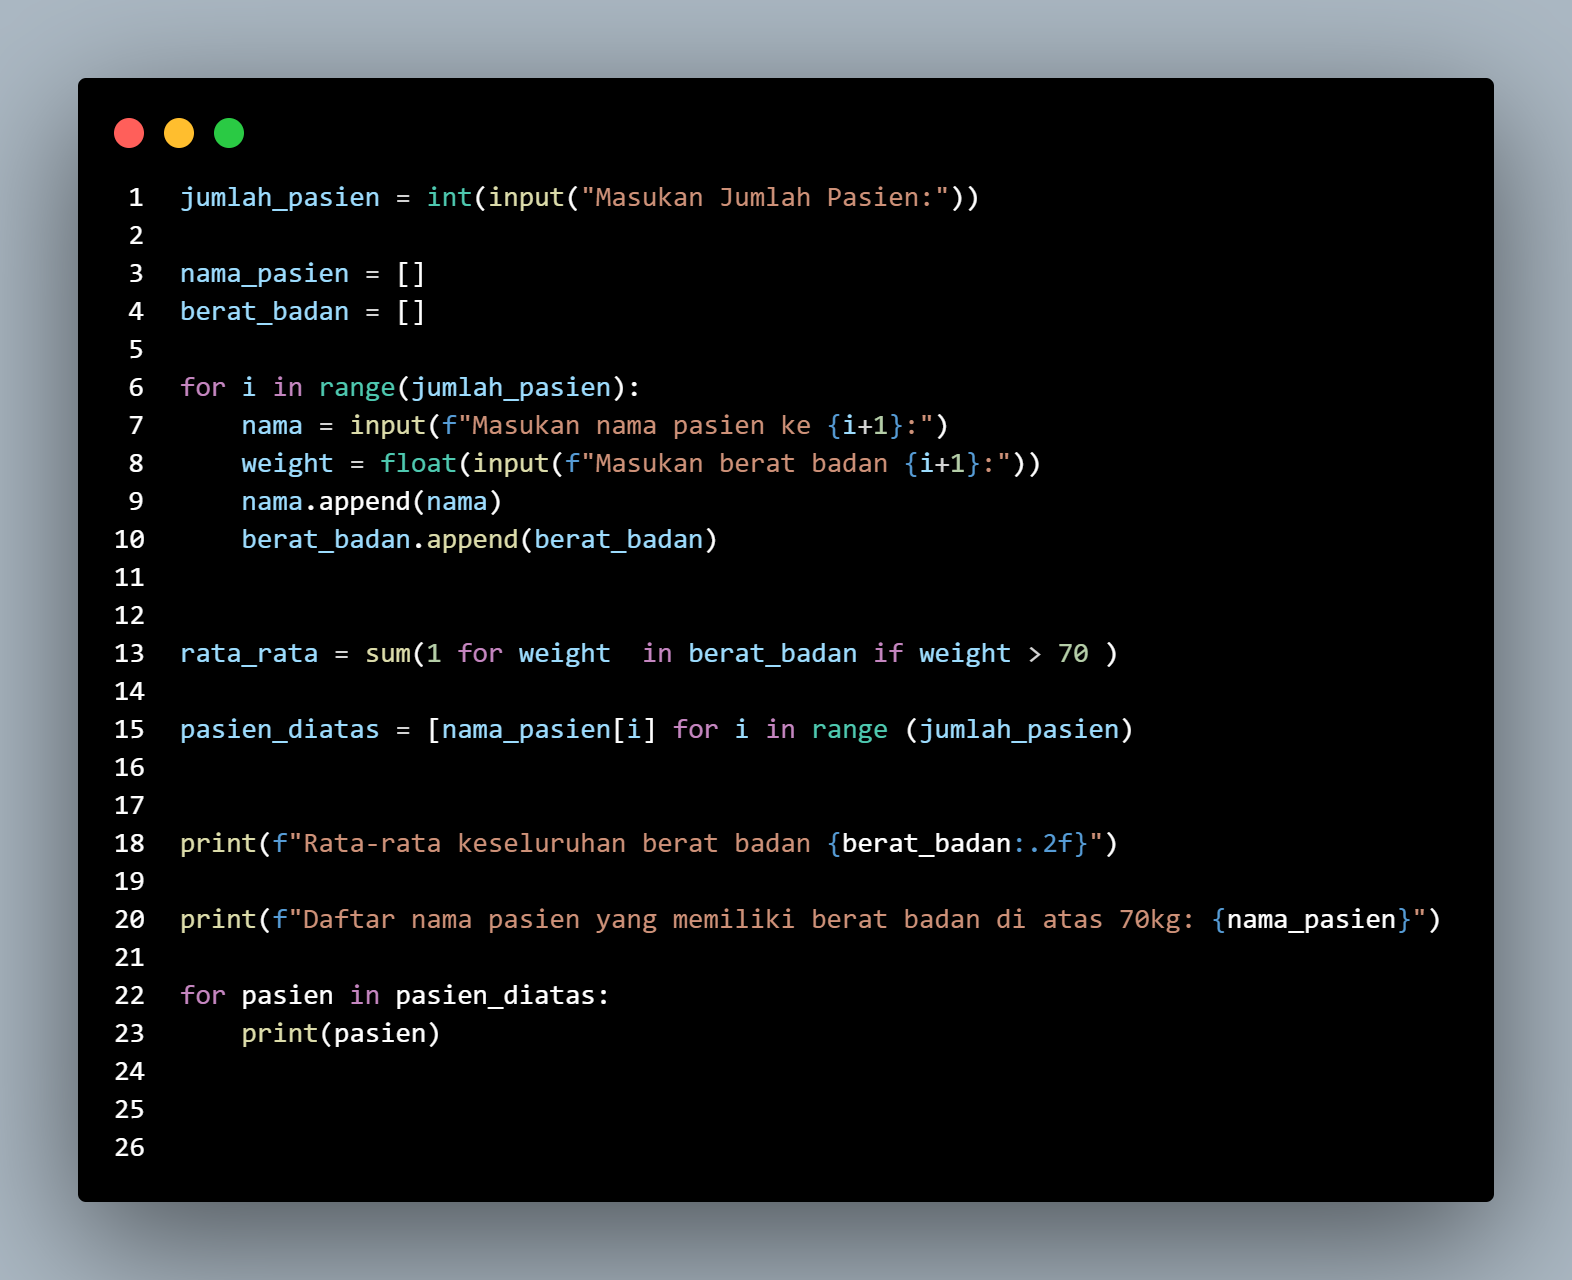 1 jumlah_pasien = int(input("Masukan Jumlah Pasien:"))
2
3 nama_pasien = []
4 berat_badan = []
5
6 for i in range(jumlah_pasien):
7     nama = input(f"Masukan nama pasien ke {i+1}:")
8     weight = float(input(f"Masukan berat badan {i+1}:"))
9     nama.append(nama)
10     berat_badan.append(berat_badan)
11
12
13 rata_rata = sum(1 for weight  in berat_badan if weight > 70 )
14
15 pasien_diatas = [nama_pasien[i] for i in range (jumlah_pasien)
16
17
18 print(f"Rata-rata keseluruhan berat badan {berat_badan:.2f}")
19
20 print(f"Daftar nama pasien yang memiliki berat badan di atas 70kg: {nama_pasien}")
21
22 for pasien in pasien_diatas:
23     print(pasien)
24
25
26